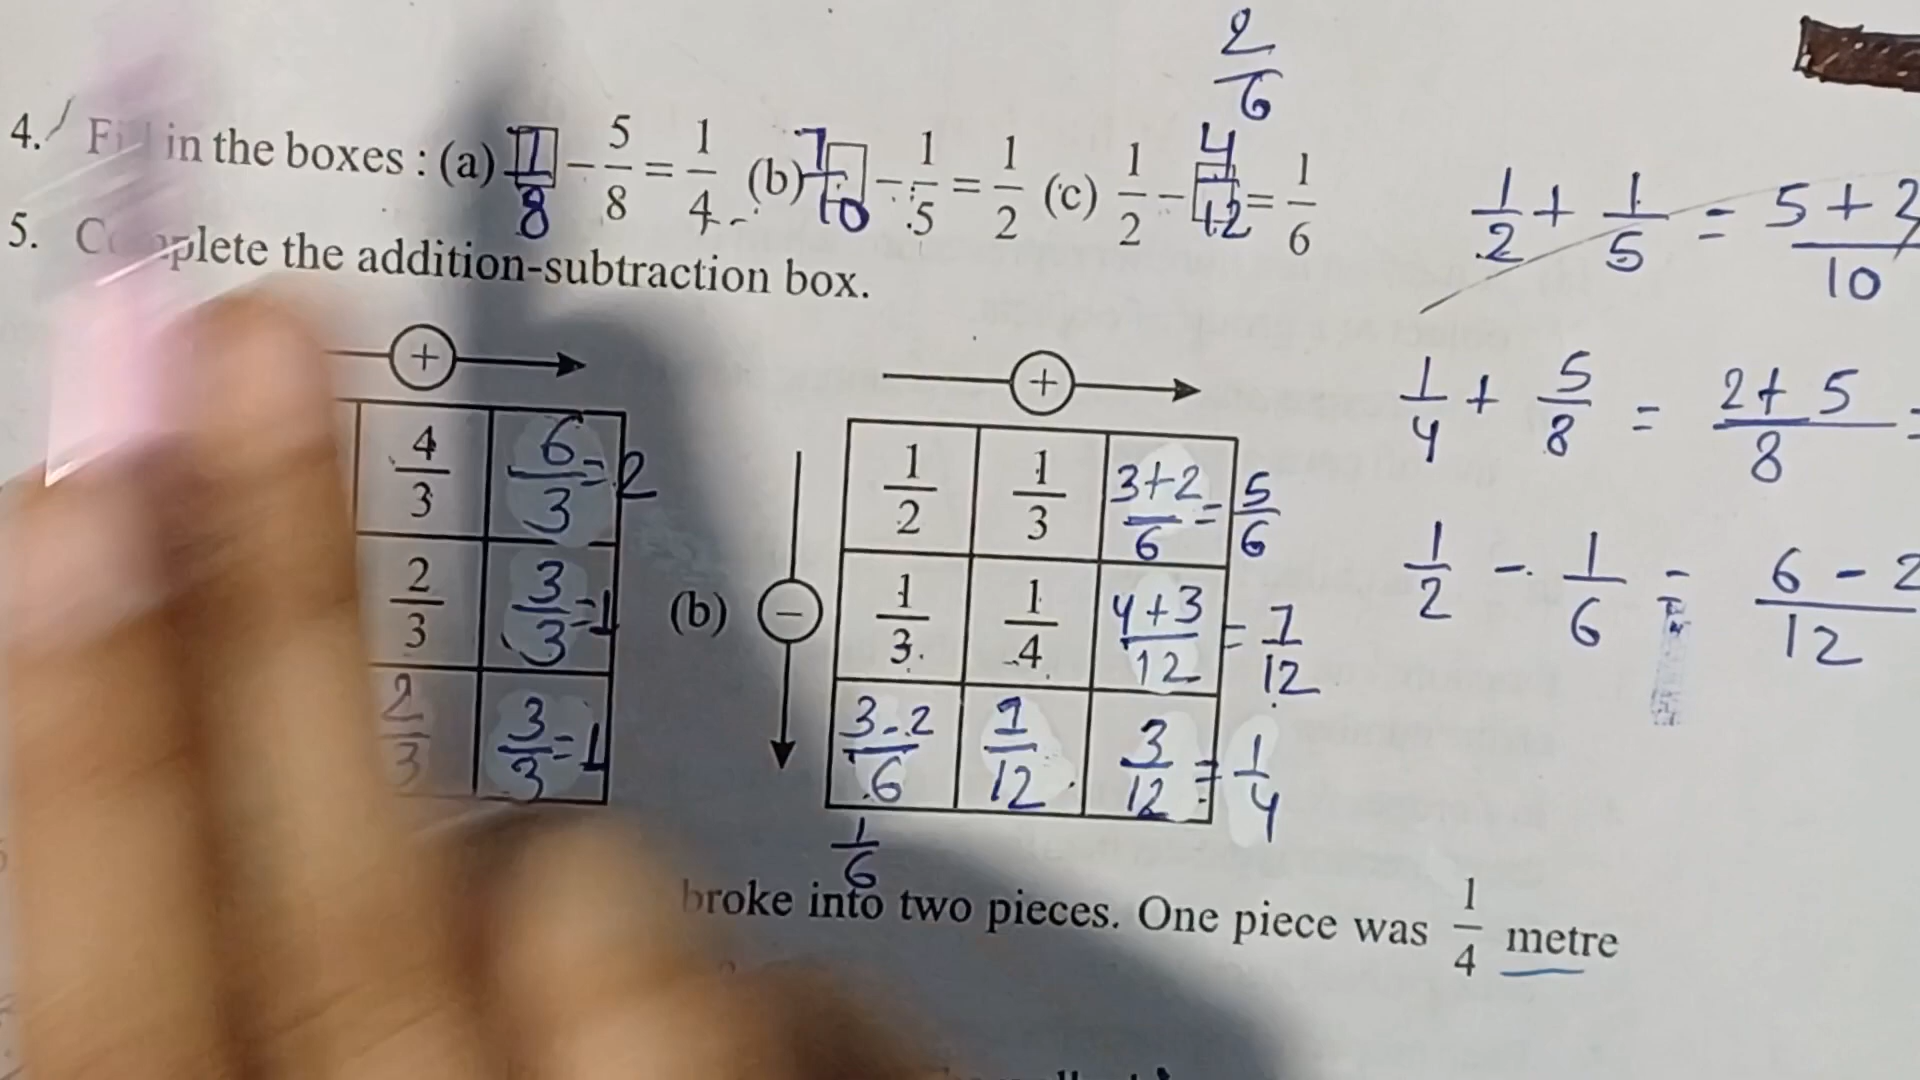 2/6
4. Fill in the boxes : (a) 7/8 − 5/8 = 1/4 (b) 7/10 − 1/5 = 1/2 (c) 1/2 − 4/12 = 1/6
1/2 + 1/5 = 5+2/10
5. Complete the addition-subtraction box.
+ +
1/4 + 5/8 = 2+5/8 =
4/3 6/3 = 2
1/2 1/3 3+2/6 = 5/6
1/2 - 1/6 = 6-2/12
2/3 3/3 = 1
(b) −
1/3 1/4 4+3/12 = 7/12
2/3 3/3 = 1
3-2/6 1/12 3/12 = 1/4
1/6
broke into two pieces. One piece was 1/4 metre